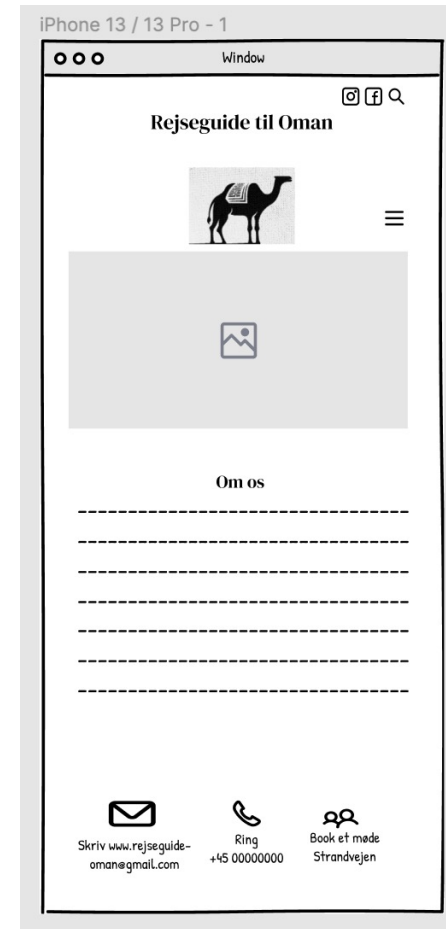 iPhone 13 / 13 Pro - 1
Window
Rejseguide til Oman
Om os
Skriv www.rejseguide-
oman@gmail.com
Ring
+45 00000000
Book et møde
Strandvejen